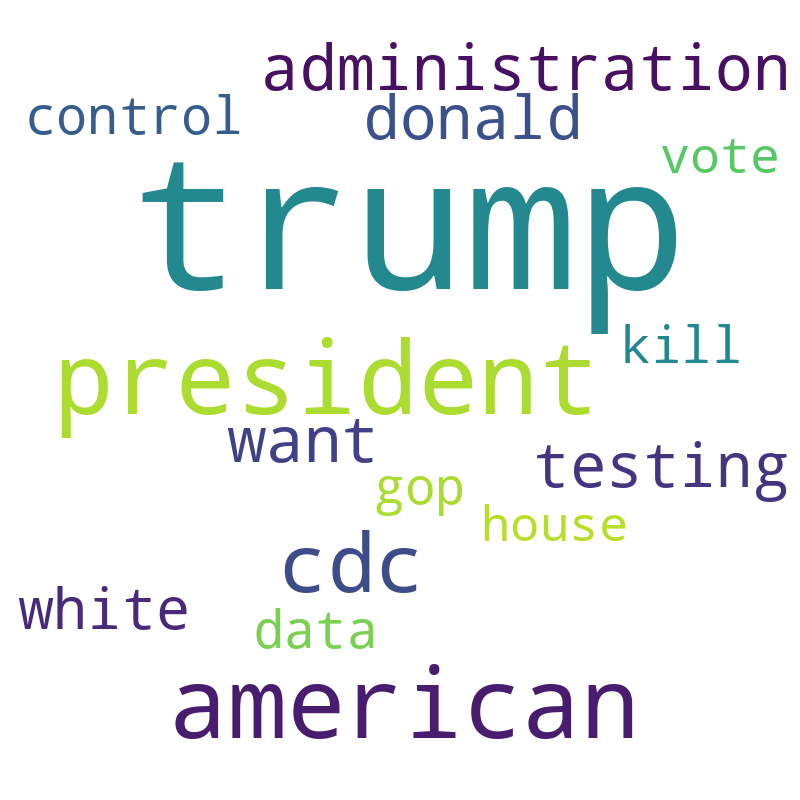 administration
control donald
vote
trump
kill
president
want
testing
gop
house
cdc
white
data
american